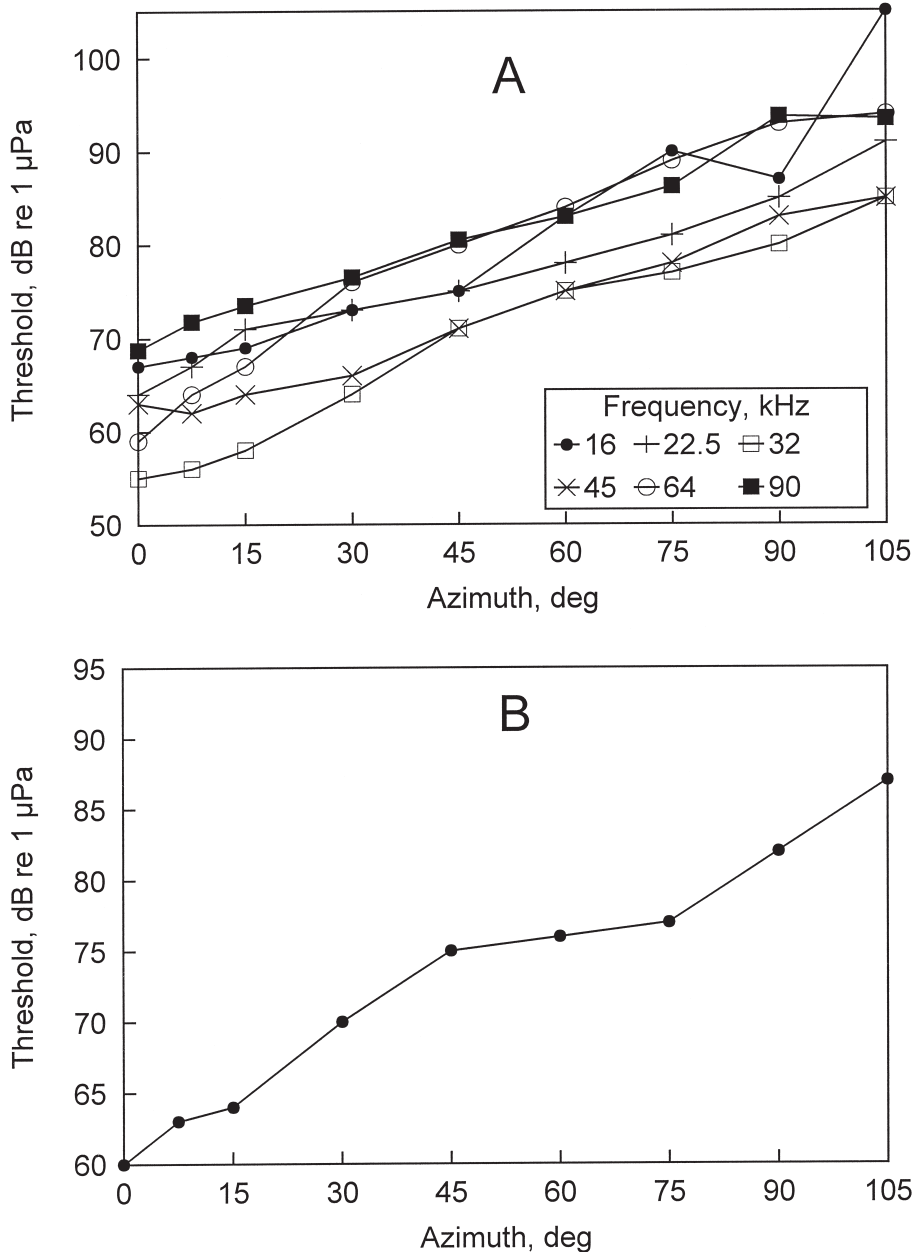 A
Threshold, dB re 1 μPa
100
90
80
70
60
50
Frequency, kHz
16 22.5 32
45 64 90
0 15 30 45 60 75 90 105
Azimuth, deg
B
Threshold, dB re 1 μPa
95
90
85
80
75
70
65
60
0 15 30 45 60 75 90 105
Azimuth, deg